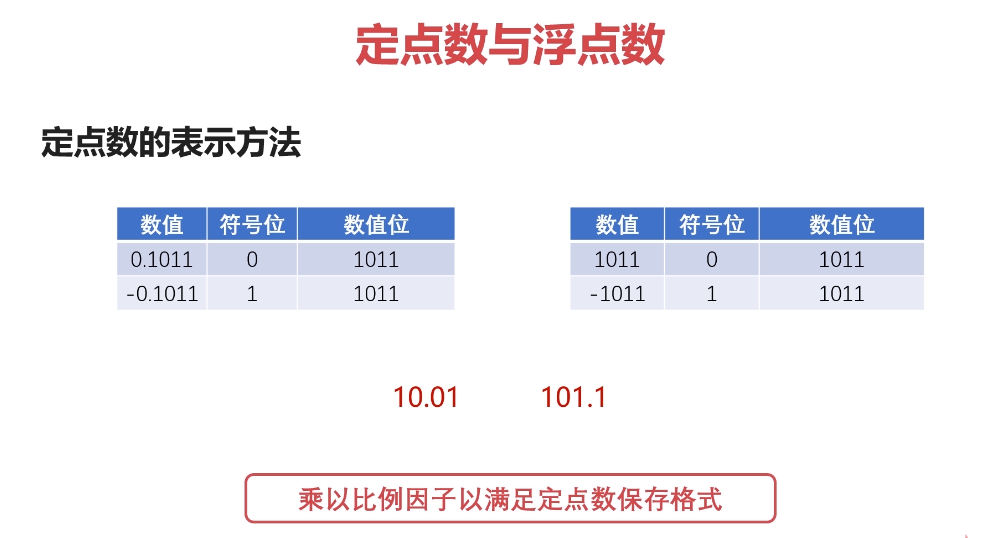 定点数与浮点数
定点数的表示方法
数值 符号位 数值位
0.1011 0 1011
-0.1011 1 1011
数值 符号位 数值位
1011 0 1011
-1011 1 1011
10.01 101.1
乘以比例因子以满足定点数保存格式